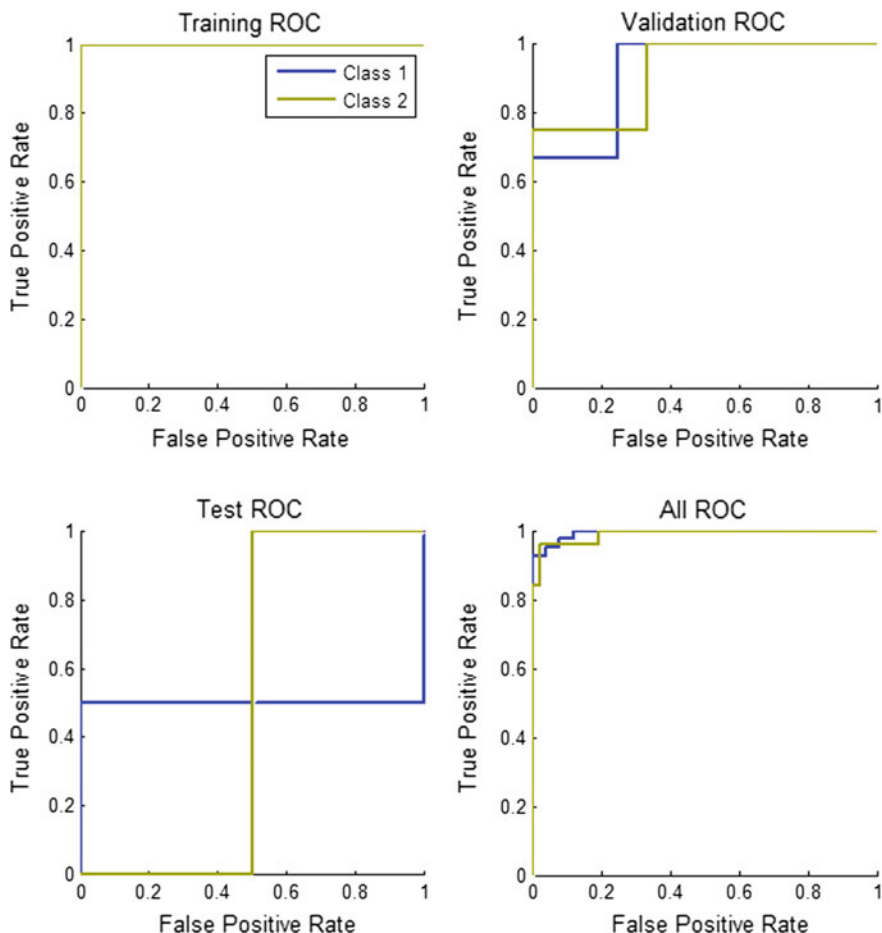 Training ROC
1
0.8
0.6
0.4
0.2
0
True Positive Rate
Class 1
Class 2
0 0.2 0.4 0.6 0.8 1
False Positive Rate
Validation ROC
1
0.8
0.6
0.4
0.2
0
True Positive Rate
0 0.2 0.4 0.6 0.8 1
False Positive Rate
Test ROC
1
0.8
0.6
0.4
0.2
0
True Positive Rate
0 0.2 0.4 0.6 0.8 1
False Positive Rate
All ROC
1
0.8
0.6
0.4
0.2
0
True Positive Rate
0 0.2 0.4 0.6 0.8 1
False Positive Rate